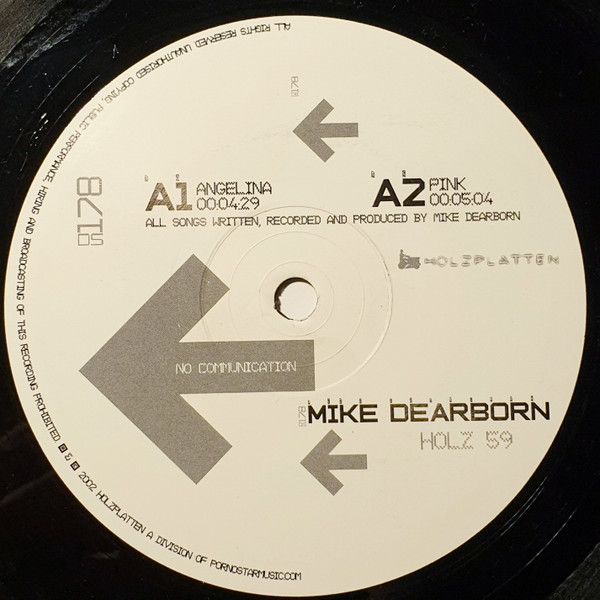 ALL RIGHTS RESERVED UNAUTHORISED COPYING, PUBLIC PERFORMANCE, HIRING AND BROADCASTING OF THIS RECORDING PROHIBITED. ℗ & © 2002 HOLZPLATTEN A DIVISION OF PORNOSTARMUSIC.COM
178
A1 ANGELINA
00:04:29
A2 PINK
00:05:04
ALL SONGS WRITTEN, RECORDED AND PRODUCED BY MIKE DEARBORN
HOLZPLATTEN
NO COMMUNICATION
MIKE DEARBORN
HOLZ 59